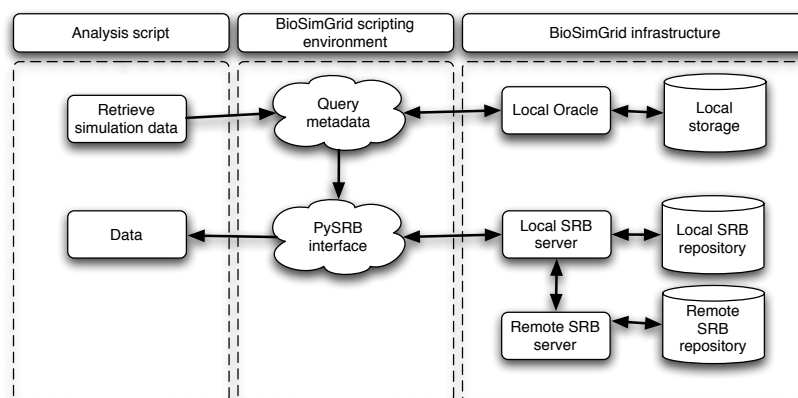 Analysis script
BioSimGrid scripting
environment
BioSimGrid infrastructure
Retrieve
simulation data
Query
metadata
Local Oracle
Local
storage
Data
PySRB
interface
Local SRB
server
Local SRB
repository
Remote SRB
server
Remote
SRB
repository